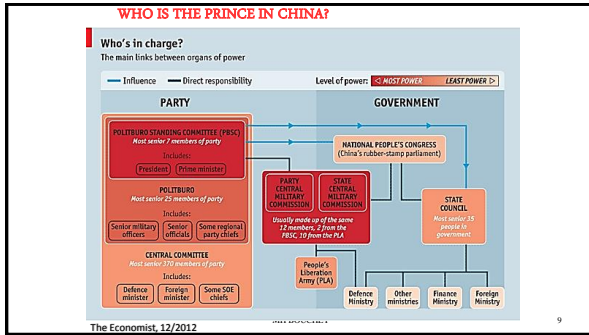 WHO IS THE PRINCE IN CHINA?
Who's in charge?
The main links between organs of power
Influence
Direct responsibility
Level of power:
MOST POWER
LEAST POWER
PARTY
GOVERNMENT
POLITBURO STANDING COMMITTEE (PBSC)
Most senior 7 members of party
Includes:
President
Prime minister
POLITBURO
Most senior 25 members of party
Includes:
Senior military
officers
Senior
officials
Some regional
party chiefs
CENTRAL COMMITTEE
Most senior 370 members of party
Includes:
Defence
minister
Foreign
minister
Some SOE
chiefs
NATIONAL PEOPLE'S CONGRESS
(China's rubber-stamp parliament)
PARTY
CENTRAL
MILITARY
COMMISSION
STATE
CENTRAL
MILITARY
COMMISSION
Usually made up of the same
12 members, 2 from the
PBSC, 10 from the PLA
STATE
COUNCIL
Most senior 35
people in
government
People's
Liberation
Army (PLA)
Defence
Ministry
Other
ministries
Finance
Ministry
Foreign
Ministry
The Economist, 12/2012
9